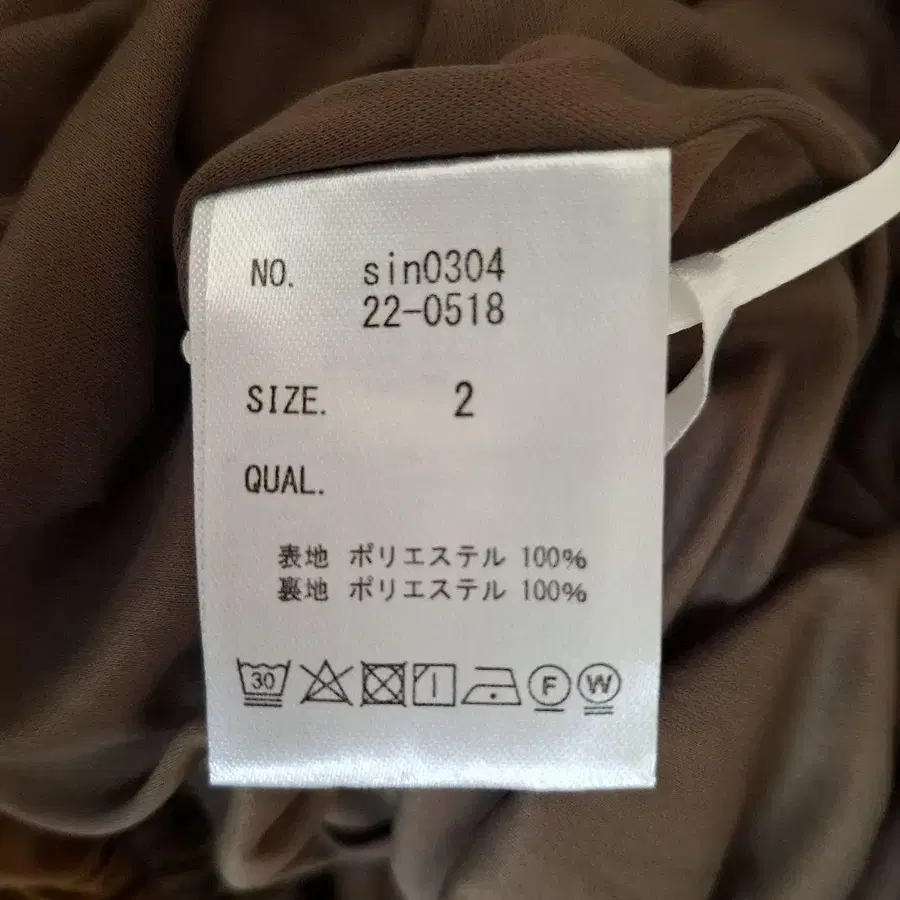 NO. sin0304
22-0518
SIZE. 2
QUAL.
表地 ポリエステル 100%
裏地 ポリエステル 100%
30 F W